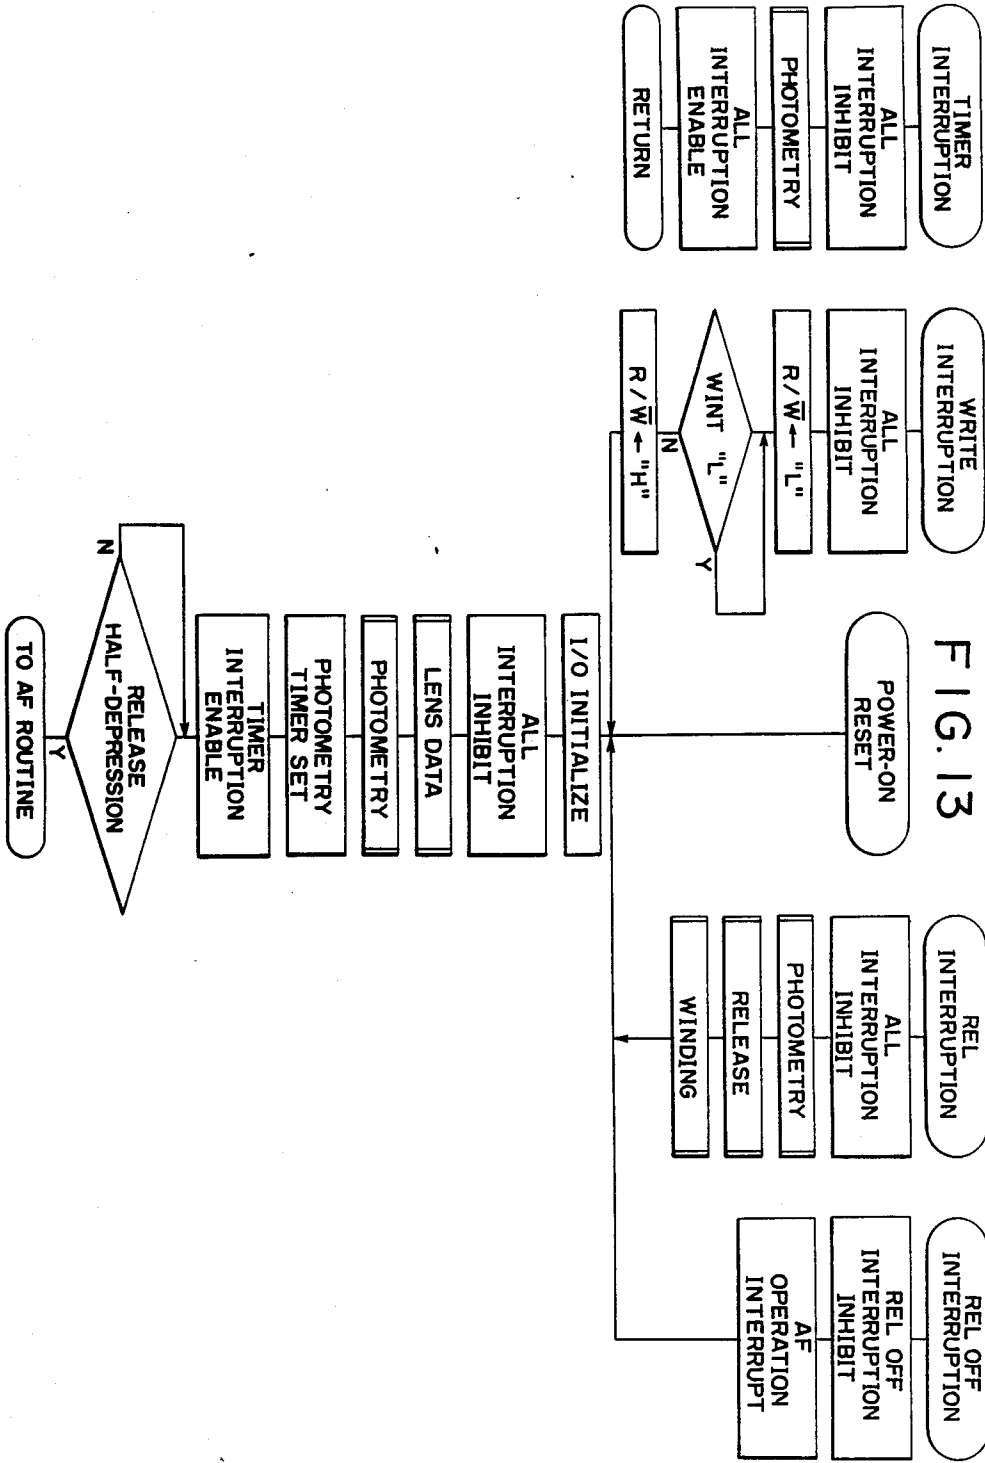 FIG. 13
TIMER
INTERRUPTION
ALL
INTERRUPTION
INHIBIT
PHOTOMETRY
ALL
INTERRUPTION
ENABLE
RETURN
WRITE
INTERRUPTION
ALL
INTERRUPTION
INHIBIT
R/W̅ ← "L"
WINT "L"
Y
N
R/W̅ ← "H"
POWER-ON
RESET
I/O INITIALIZE
ALL
INTERRUPTION
INHIBIT
LENS DATA
PHOTOMETRY
PHOTOMETRY
TIMER SET
TIMER
INTERRUPTION
ENABLE
RELEASE
HALF-DEPRESSION
N
Y
TO AF ROUTINE
REL
INTERRUPTION
ALL
INTERRUPTION
INHIBIT
PHOTOMETRY
RELEASE
WINDING
REL OFF
INTERRUPTION
REL OFF
INTERRUPTION
INHIBIT
AF
OPERATION
INTERRUPT